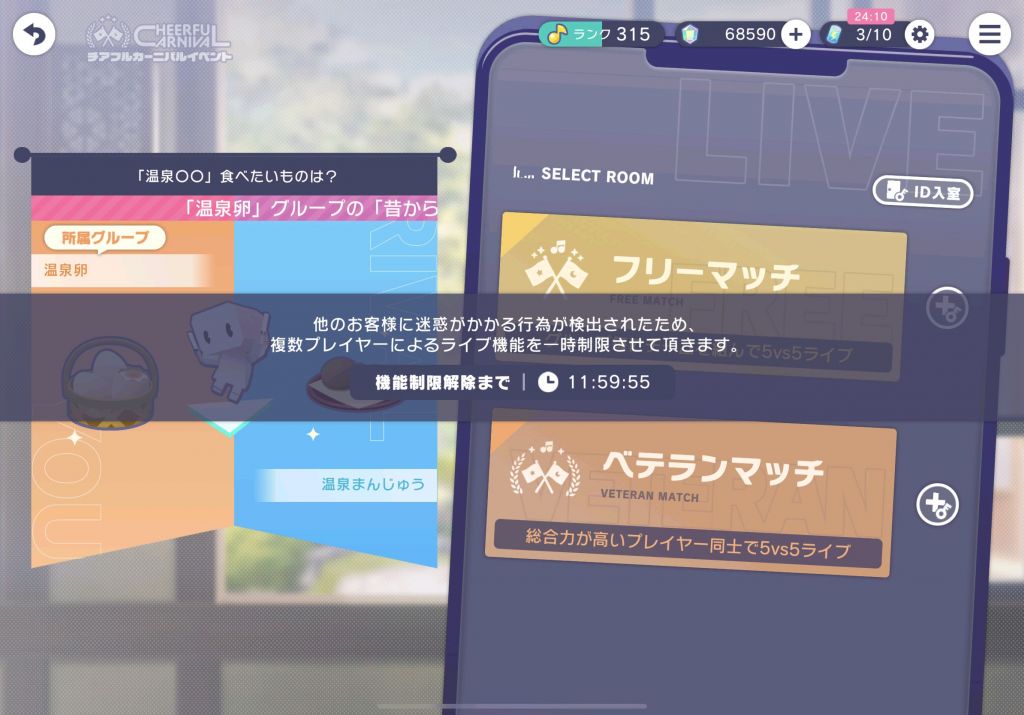 CHEERFUL
CARNIVAL
チアフルカーニバルイベント
ランク 315
68590
24:10
3/10
LIVE
SELECT ROOM
ID入室
「温泉〇〇」食べたいものは?
「温泉卵」グループの「昔から
所属グループ
温泉卵
フリーマッチ
FREE MATCH
FREE
で5vs5ライブ
他のお客様に迷惑がかかる行為が検出されたため、
複数プレイヤーによるライブ機能を一時制限させて頂きます。
機能制限解除まで | 11:59:55
YOU
温泉まんじゅう
ベテランマッチ
VETERAN MATCH
VETERAN
総合力が高いプレイヤー同士で5vs5ライブ